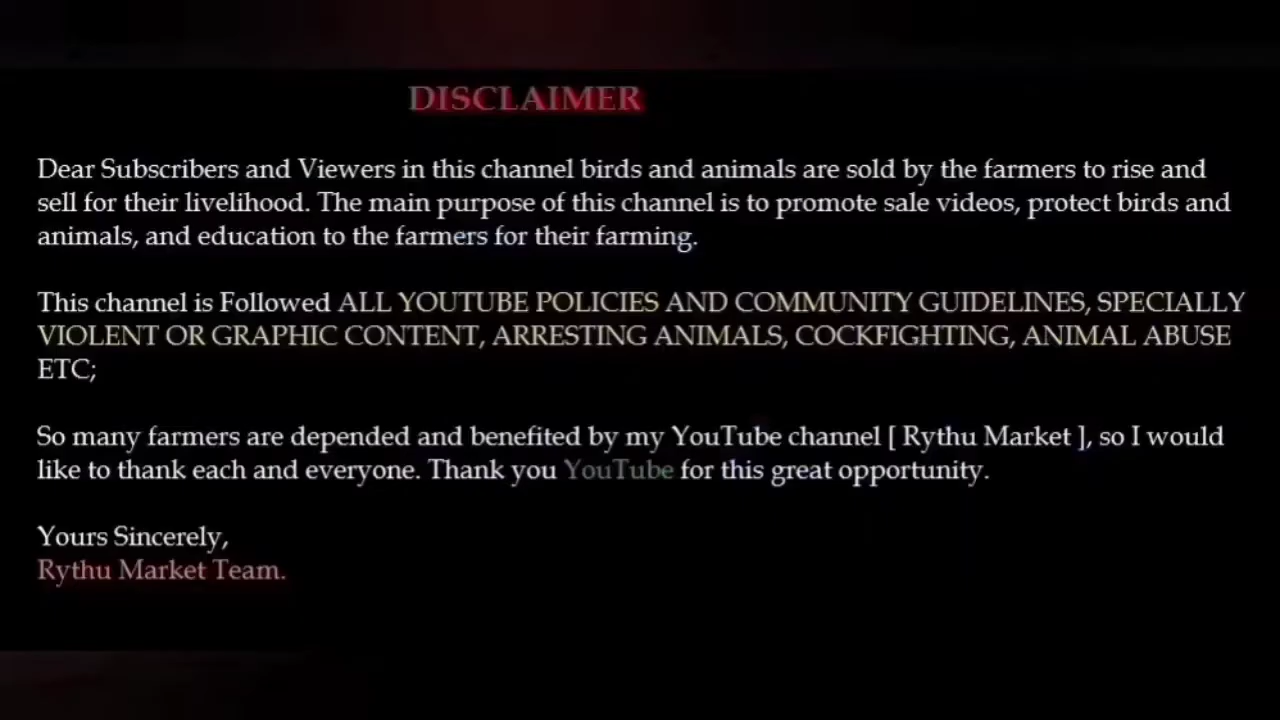 DISCLAIMER
Dear Subscribers and Viewers in this channel birds and animals are sold by the farmers to rise and
sell for their livelihood. The main purpose of this channel is to promote sale videos, protect birds and
animals, and education to the farmers for their farming.
This channel is Followed ALL YOUTUBE POLICIES AND COMMUNITY GUIDELINES, SPECIALLY
VIOLENT OR GRAPHIC CONTENT, ARRESTING ANIMALS, COCKFIGHTING, ANIMAL ABUSE
ETC;
So many farmers are depended and benefited by my YouTube channel [ Rythu Market ], so I would
like to thank each and everyone. Thank you YouTube for this great opportunity.
Yours Sincerely,
Rythu Market Team.